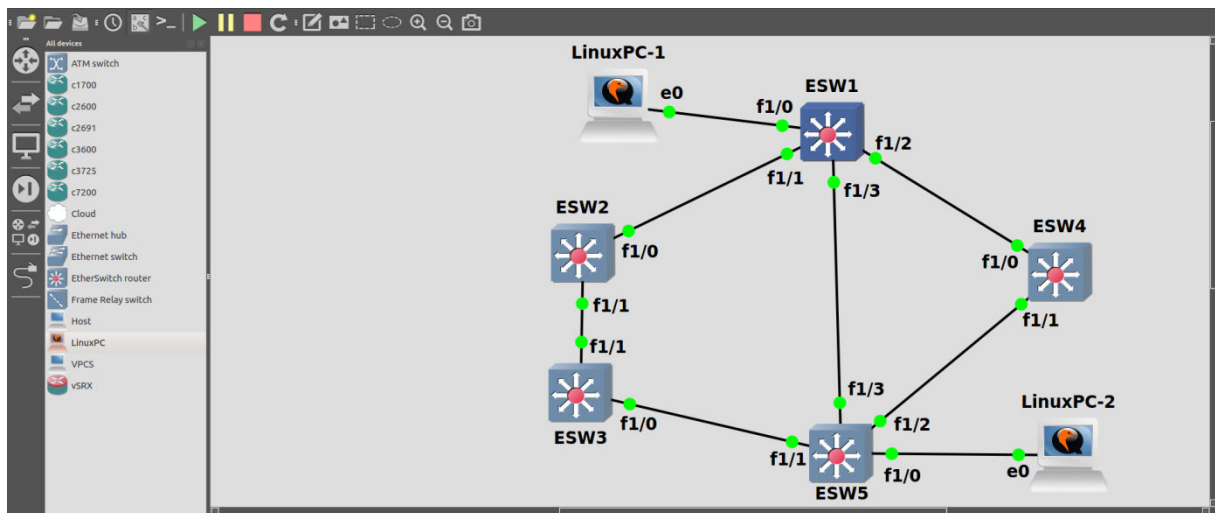 All devices
ATM switch
c1700
c2600
c2691
c3600
c3725
c7200
Cloud
Ethernet hub
Ethernet switch
EtherSwitch router
Frame Relay switch
Host
LinuxPC
VPCS
vSRX
LinuxPC-1
e0
f1/0
ESW1
f1/2
f1/1
f1/3
ESW2
f1/0
f1/1
ESW4
f1/0
f1/1
f1/1
ESW3
f1/0
f1/3
f1/2
LinuxPC-2
f1/1
f1/0
e0
ESW5